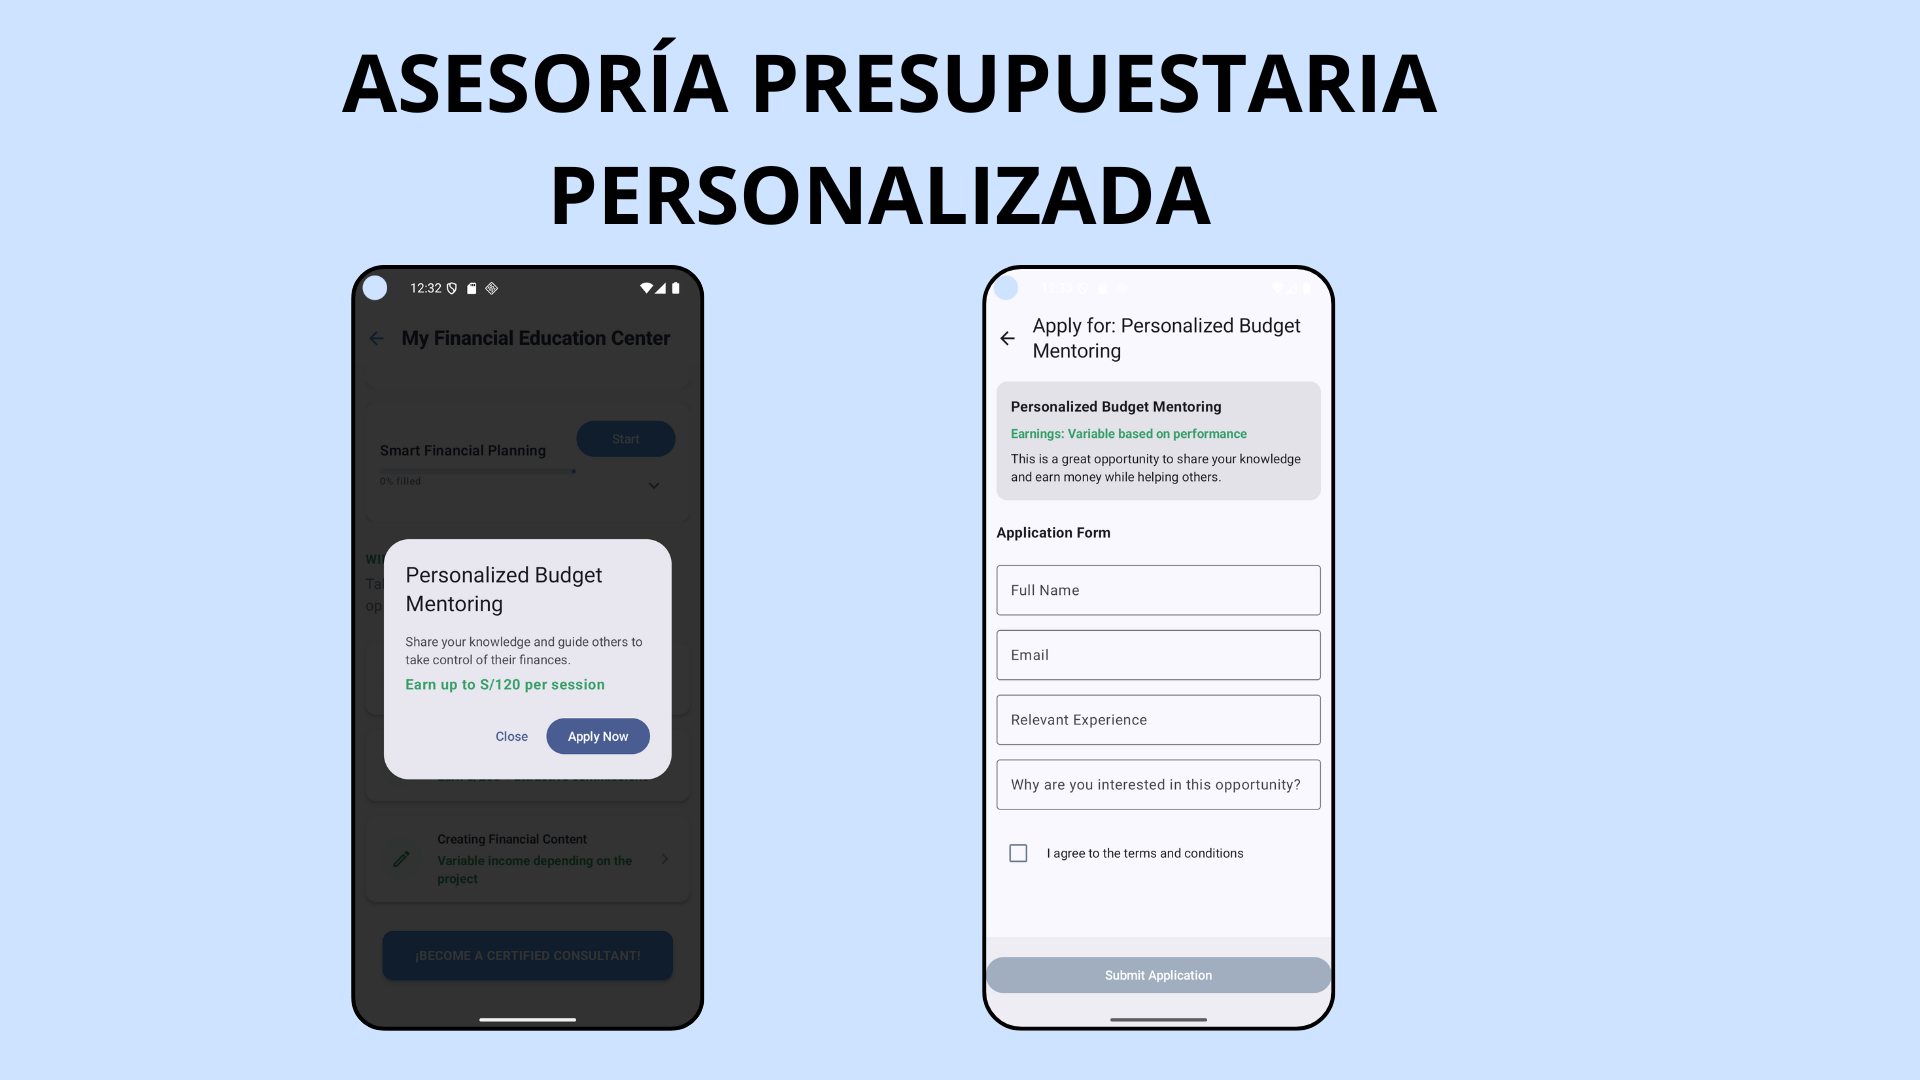 ASESORÍA PRESUPUESTARIA
PERSONALIZADA
12:32
My Financial Education Center
Start
Smart Financial Planning
0% filled
Personalized Budget
Mentoring
Share your knowledge and guide others to
take control of their finances.
Earn up to S/120 per session
Close
Apply Now
Creating Financial Content
Variable income depending on the
project
¡BECOME A CERTIFIED CONSULTANT!
12:32
Apply for: Personalized Budget
Mentoring
Personalized Budget Mentoring
Earnings: Variable based on performance
This is a great opportunity to share your knowledge
and earn money while helping others.
Application Form
Full Name
Email
Relevant Experience
Why are you interested in this opportunity?
I agree to the terms and conditions
Submit Application